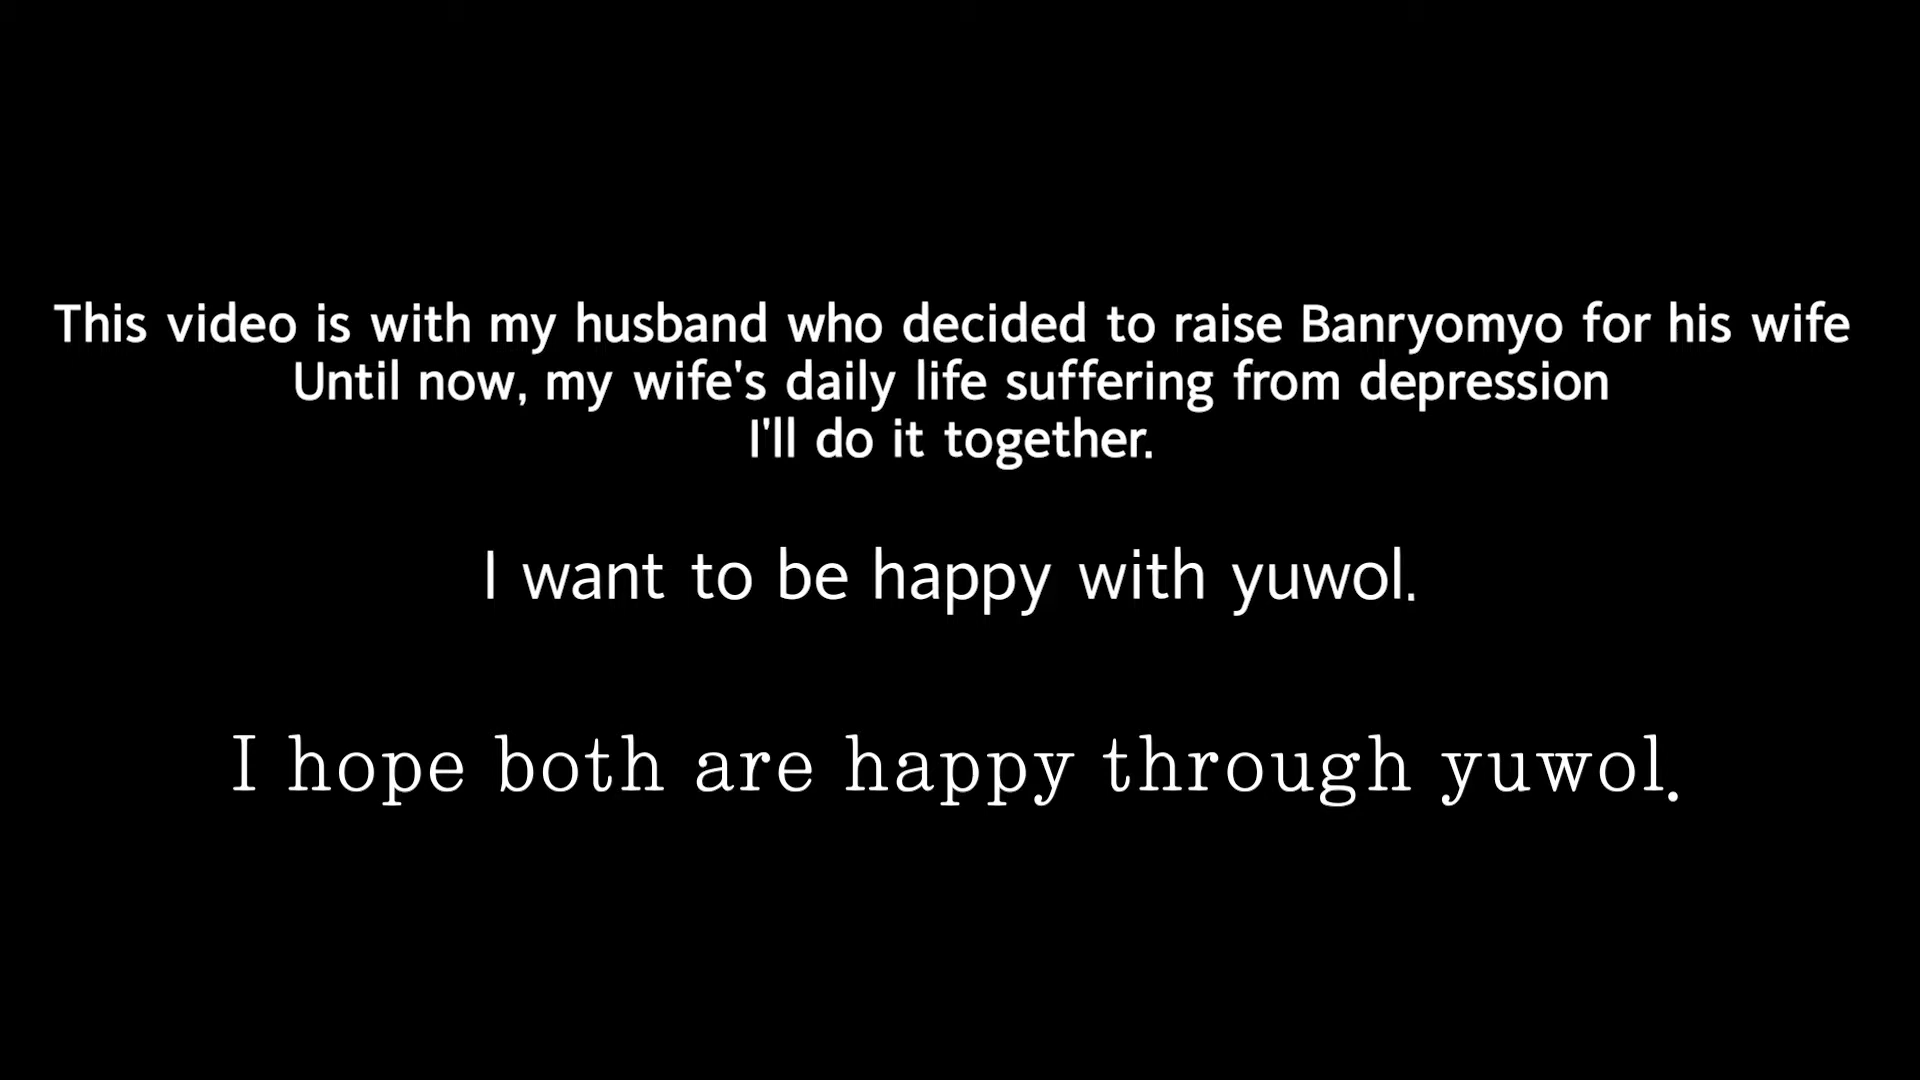 This video is with my husband who decided to raise Banryomyo for his wife
Until now, my wife's daily life suffering from depression
I'll do it together.
I want to be happy with yuwol.
I hope both are happy through yuwol.